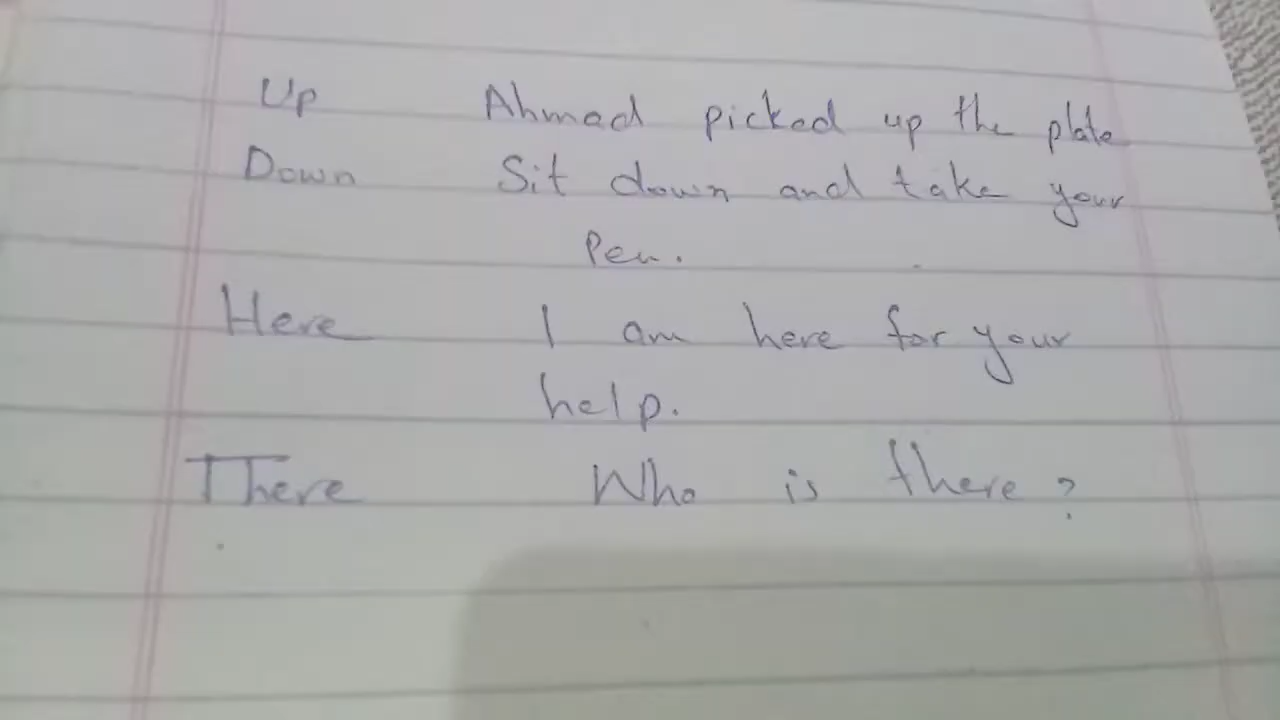 Up Ahmad picked up the plate
Down Sit down and take your
Pen.
Here I am here for your
help.
There Who is there?